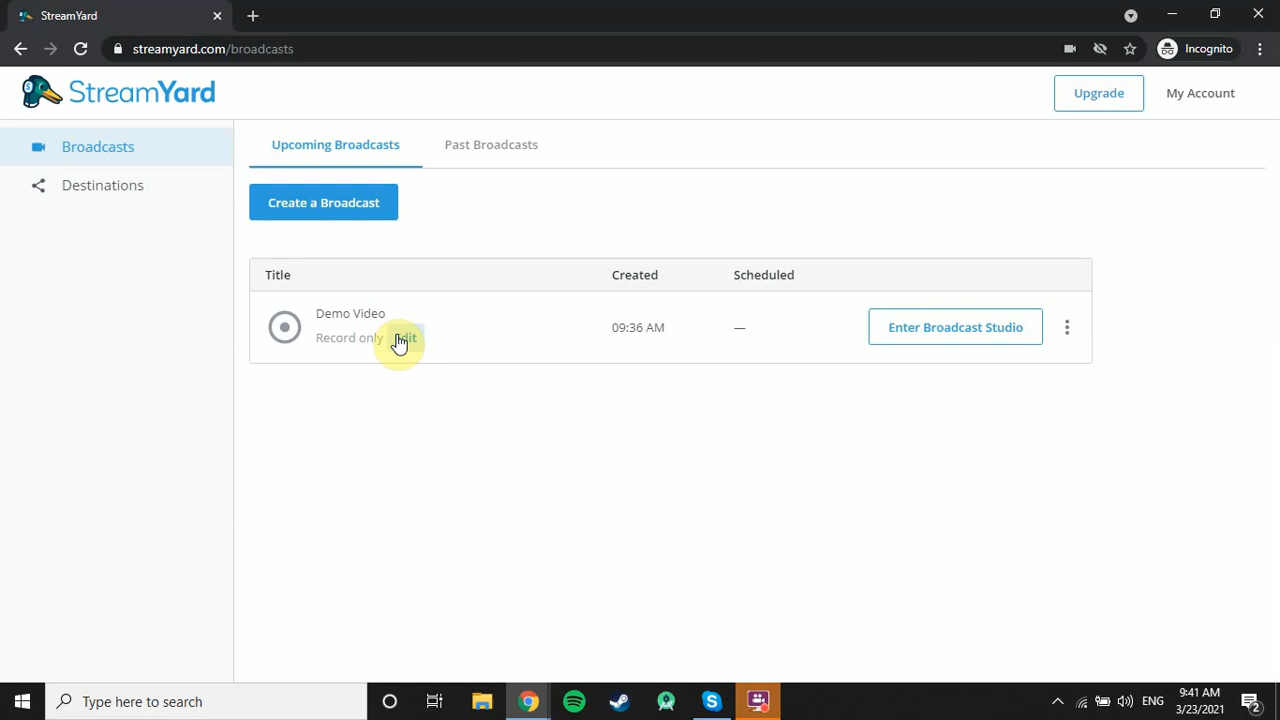 StreamYard
streamyard.com/broadcasts
Incognito
StreamYard
Upgrade
My Account
Broadcasts
Destinations
Upcoming Broadcasts
Past Broadcasts
Create a Broadcast
Title
Created
Scheduled
Demo Video
Record only
09:36 AM
—
Enter Broadcast Studio
Type here to search
ENG
9:41 AM
3/23/2021
2